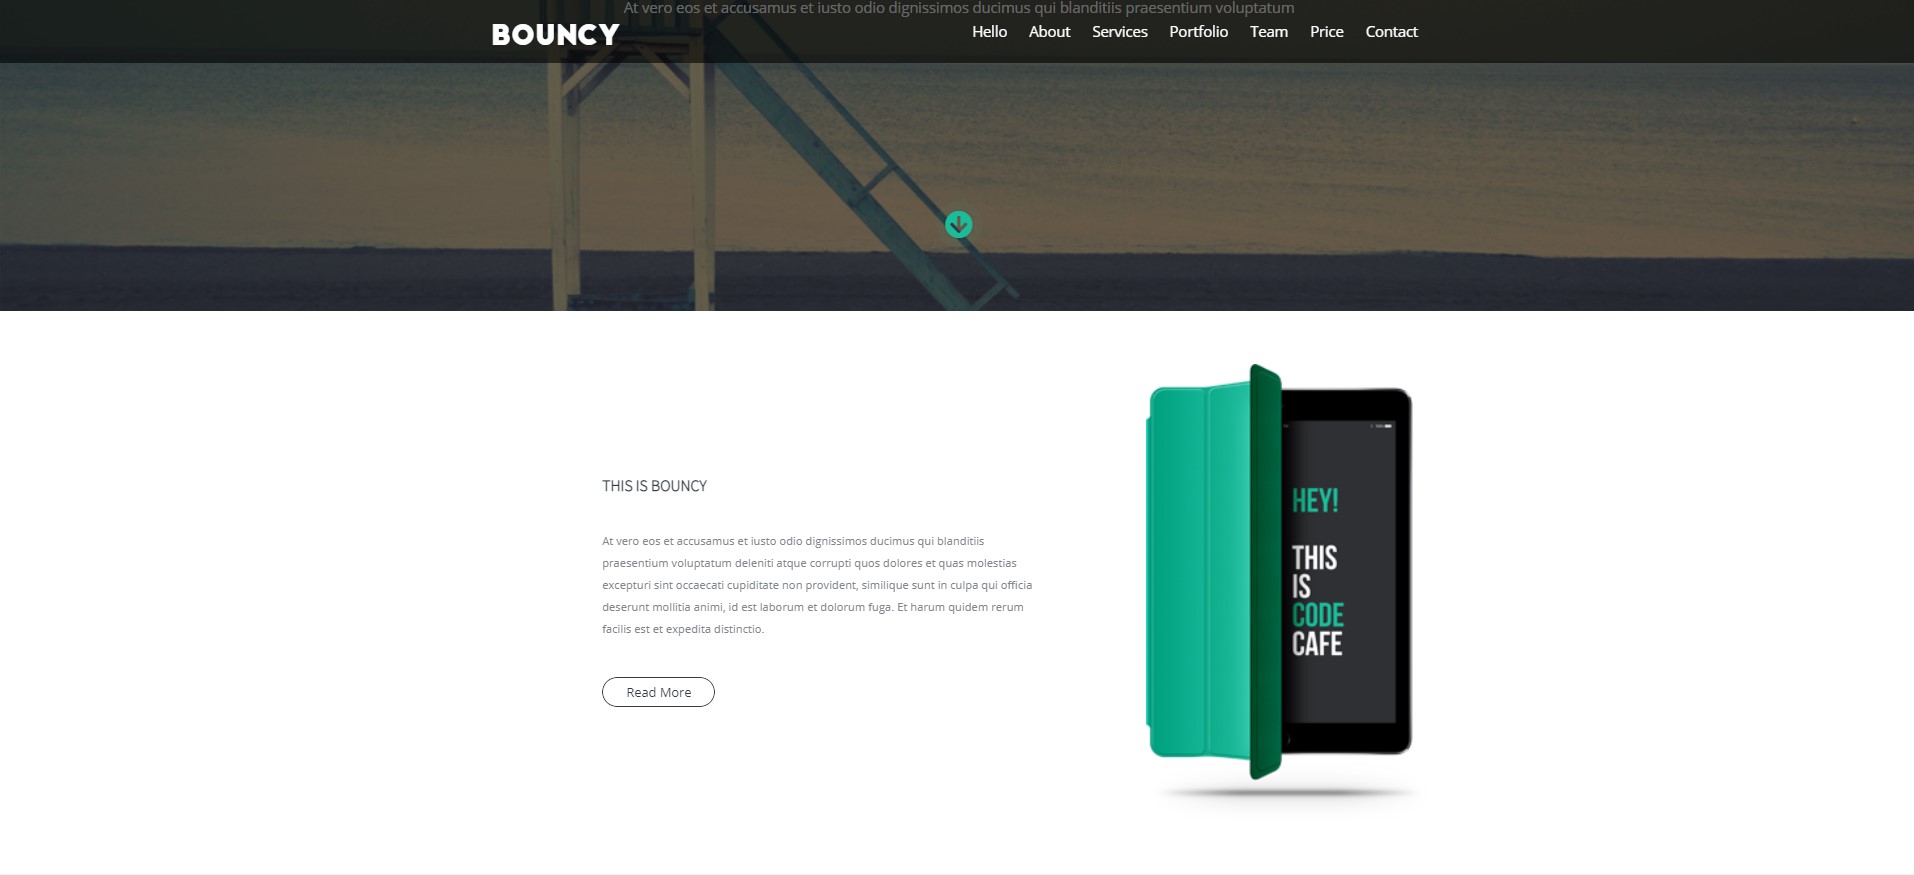 At vero eos et accusamus et iusto odio dignissimos ducimus qui blanditiis praesentium voluptatum
BOUNCY
Hello About Services Portfolio Team Price Contact
THIS IS BOUNCY
At vero eos et accusamus et iusto odio dignissimos ducimus qui blanditiis
praesentium voluptatum deleniti atque corrupti quos dolores et quas molestias
excepturi sint occaecati cupiditate non provident, similique sunt in culpa qui officia
deserunt mollitia animi, id est laborum et dolorum fuga. Et harum quidem rerum
facilis est et expedita distinctio.
Read More
HEY!
THIS
IS
CODE
CAFE